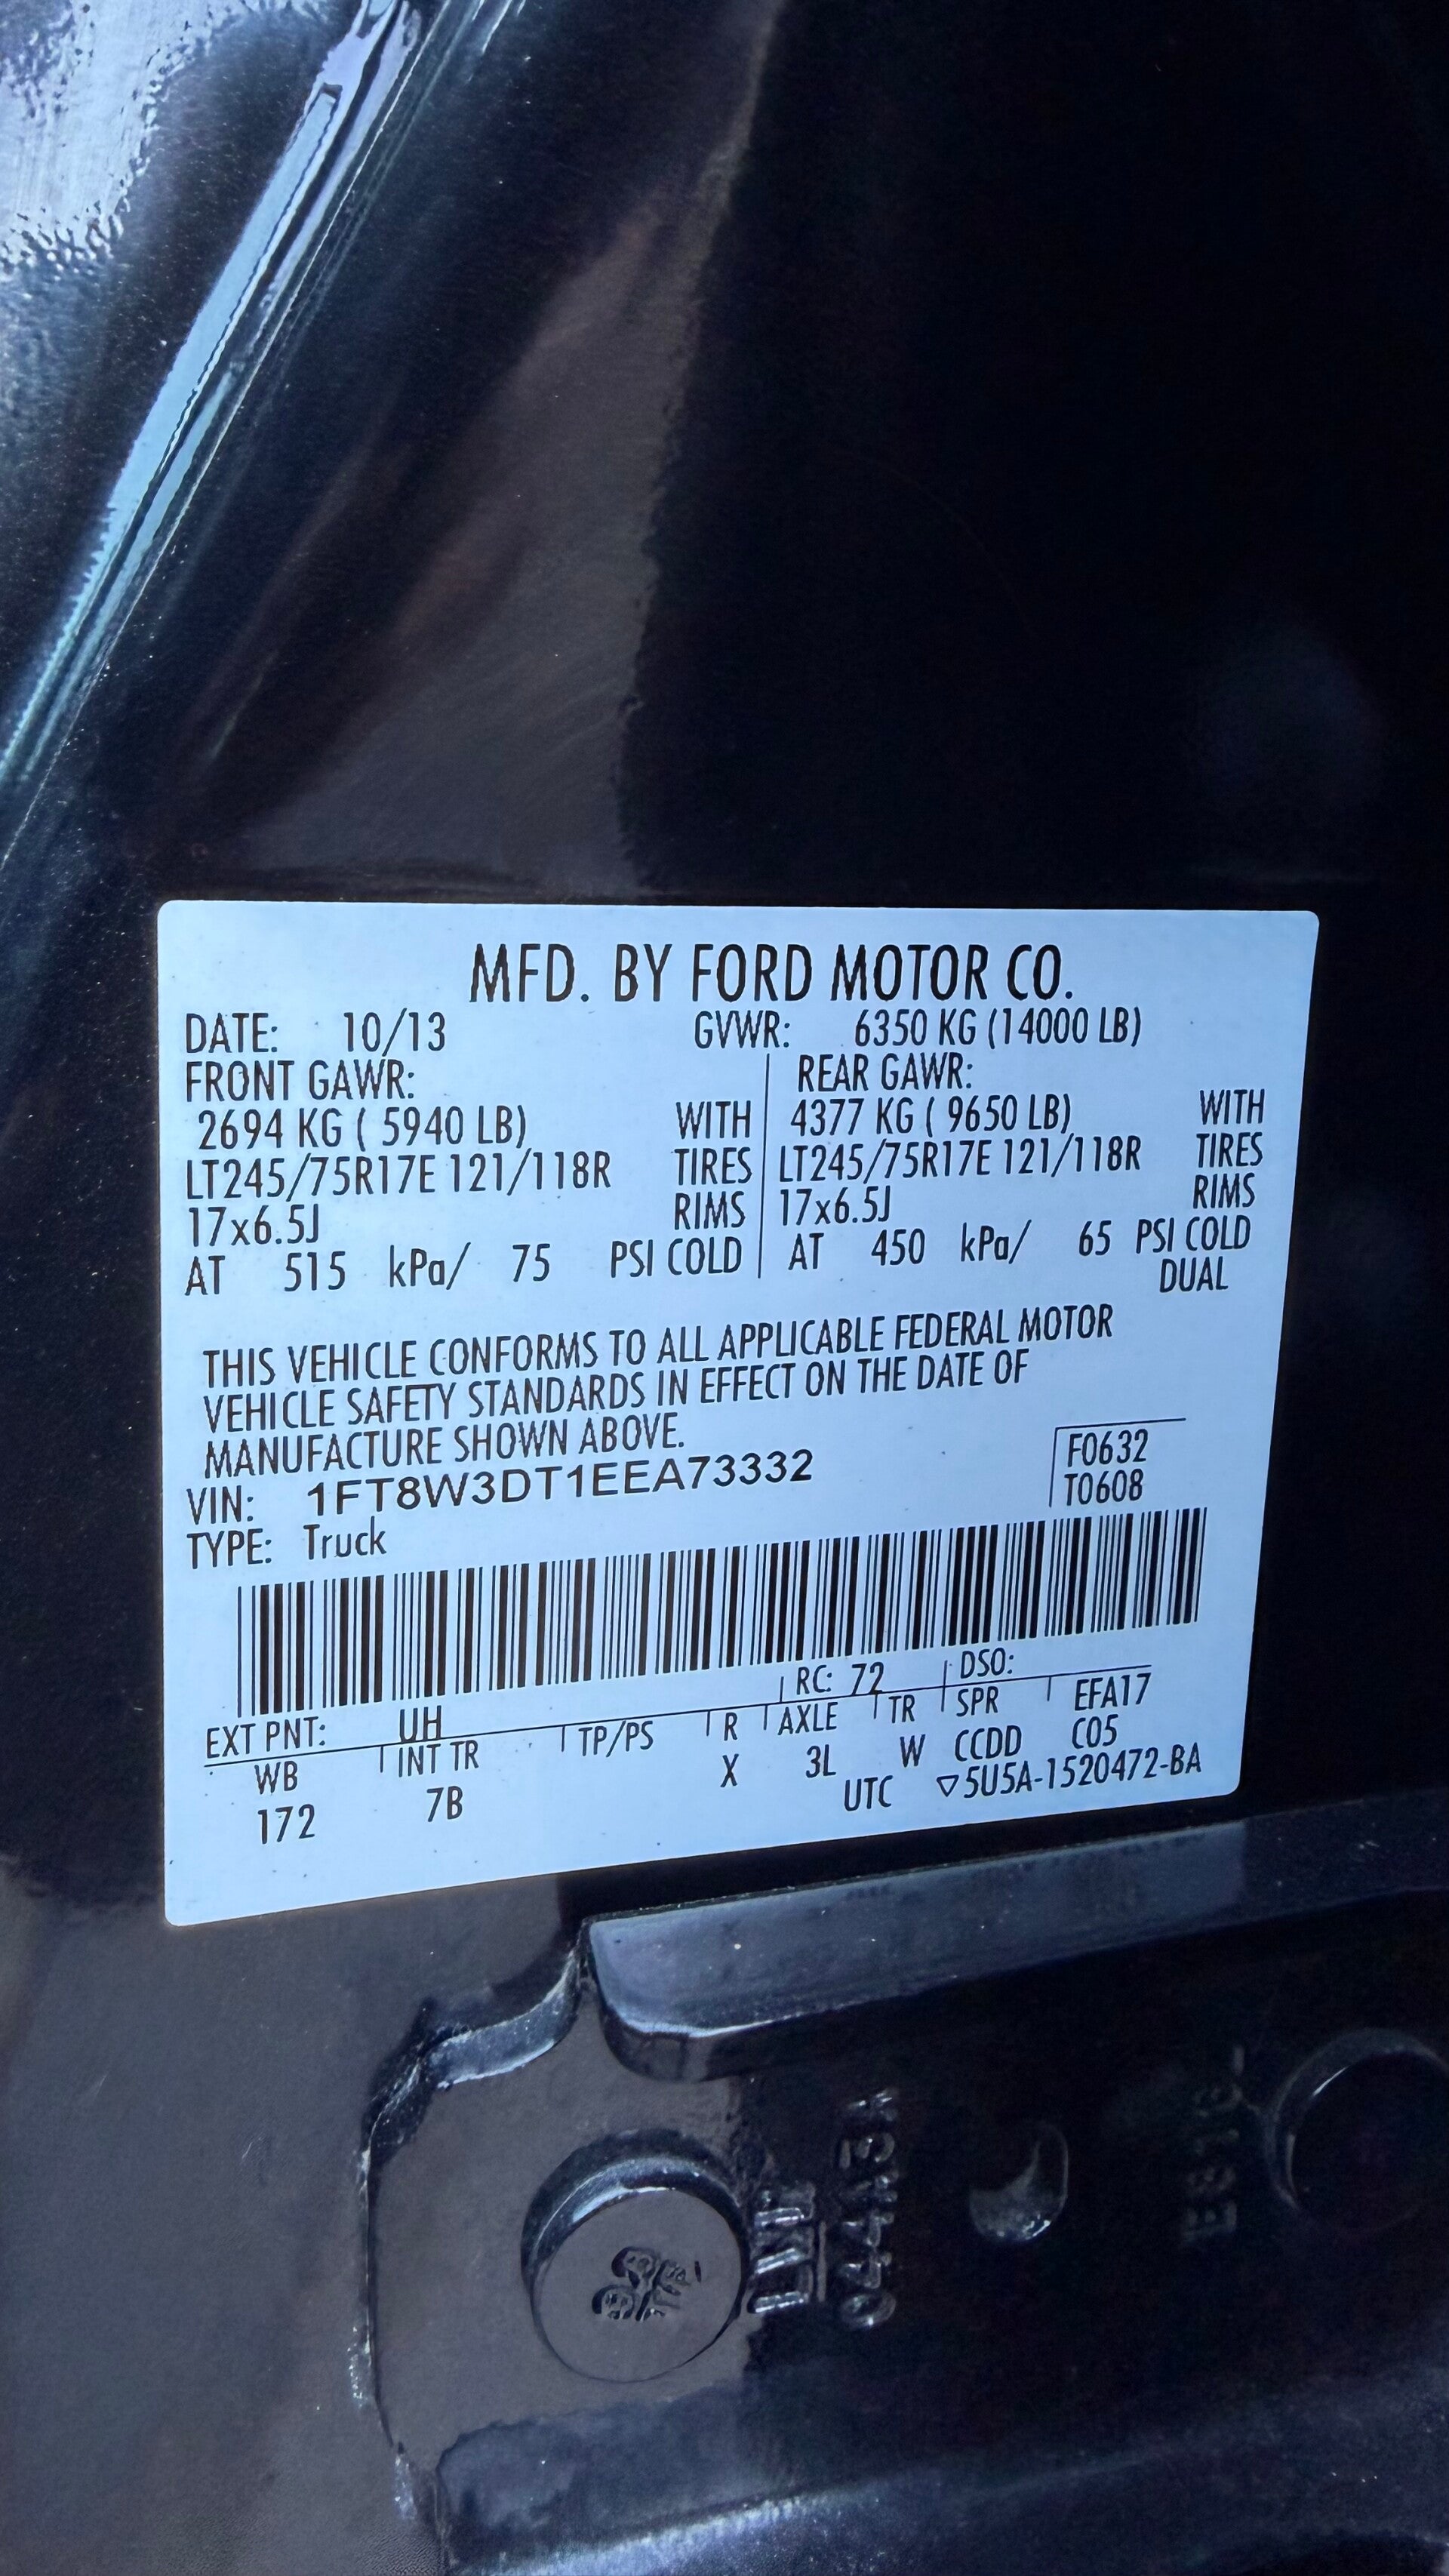 MFD. BY FORD MOTOR CO.
DATE: 10/13 GVWR: 6350 KG (14000 LB)
FRONT GAWR: REAR GAWR:
2694 KG ( 5940 LB) WITH 4377 KG ( 9650 LB) WITH
LT245/75R17E 121/118R TIRES LT245/75R17E 121/118R TIRES
17x6.5J RIMS 17x6.5J RIMS
AT 515 kPa/ 75 PSI COLD AT 450 kPa/ 65 PSI COLD
DUAL
THIS VEHICLE CONFORMS TO ALL APPLICABLE FEDERAL MOTOR
VEHICLE SAFETY STANDARDS IN EFFECT ON THE DATE OF
MANUFACTURE SHOWN ABOVE.
VIN: 1FT8W3DT1EEA73332 F0632
TYPE: Truck T0608
EXT PNT: UH RC: 72 DSO:
WB INT TR TP/PS R AXLE TR SPR EFA17
172 7B X 3L W CCDD C05
UTC ▽5U5A-1520472-BA